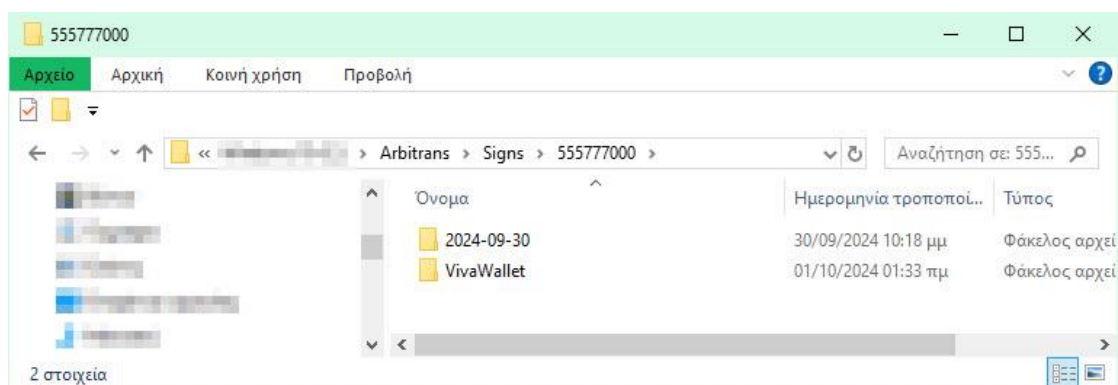 555777000
Αρχείο Αρχική Κοινή χρήση Προβολή
« > Arbitrans > Signs > 555777000 > Αναζήτηση σε: 555...
Όνομα Ημερομηνία τροποποί... Τύπος
2024-09-30 30/09/2024 10:18 μμ Φάκελος αρχεί
VivaWallet 01/10/2024 01:33 πμ Φάκελος αρχεί
2 στοιχεία